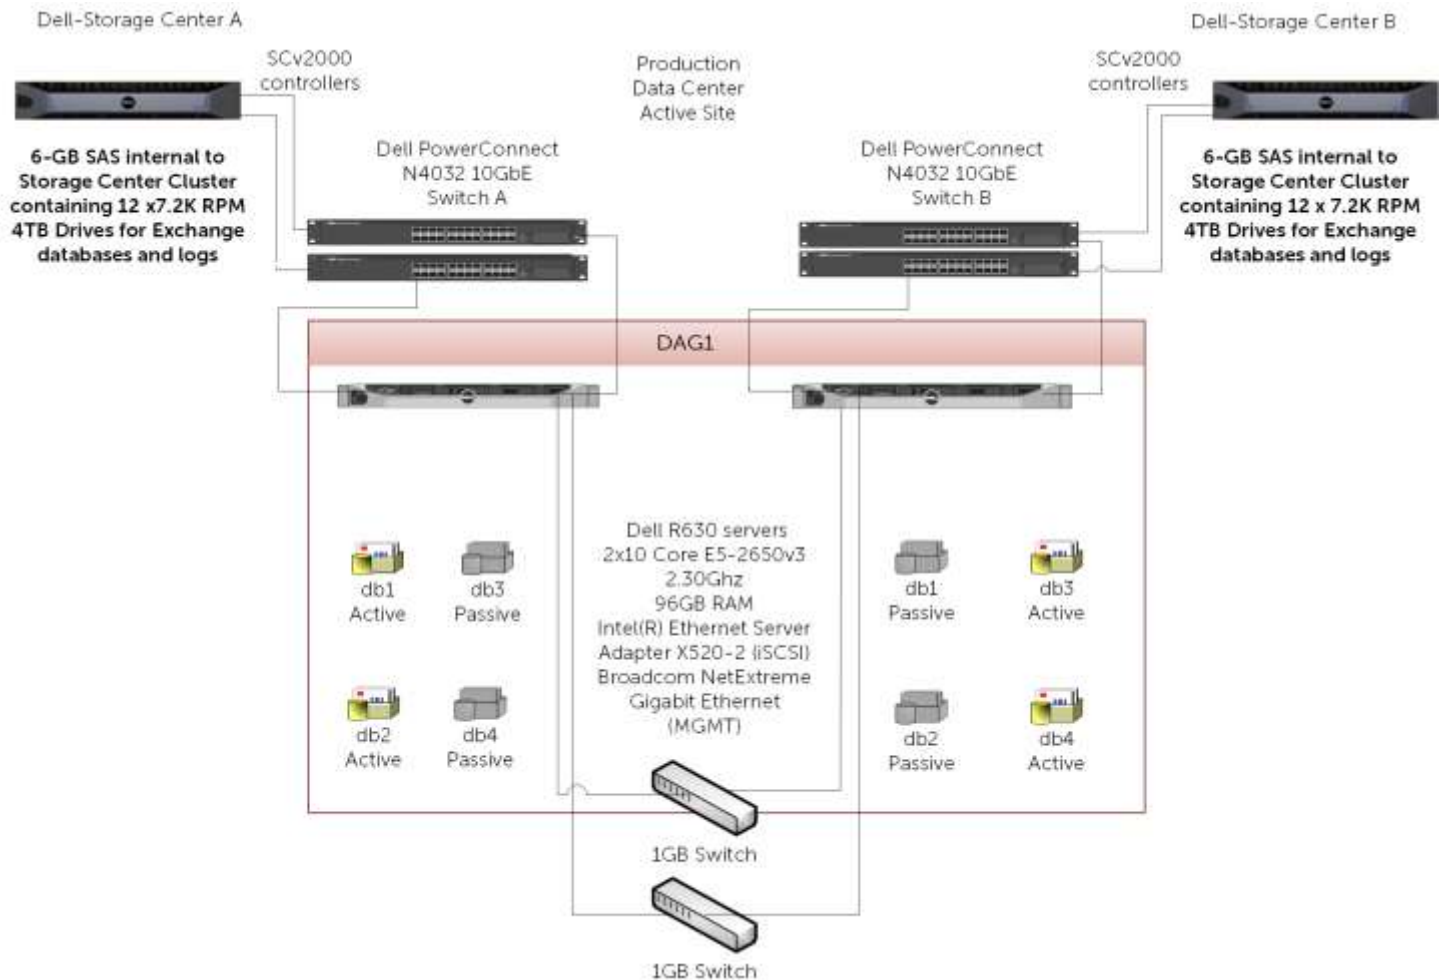 Dell-Storage Center A
Dell-Storage Center B
SCv2000
controllers
Production
Data Center
Active Site
SCv2000
controllers
6-GB SAS internal to
Storage Center Cluster
containing 12 x7.2K RPM
4TB Drives for Exchange
databases and logs
Dell PowerConnect
N4032 10GbE
Switch A
Dell PowerConnect
N4032 10GbE
Switch B
6-GB SAS internal to
Storage Center Cluster
containing 12 x 7.2K RPM
4TB Drives for Exchange
databases and logs
DAG1
db1
Active
db3
Passive
Dell R630 servers
2x10 Core E5-2650v3
2.30Ghz
96GB RAM
Intel(R) Ethernet Server
Adapter X520-2 (iSCSI)
Broadcom NetExtreme
Gigabit Ethernet
(MGMT)
db1
Passive
db3
Active
db2
Active
db4
Passive
db2
Passive
db4
Active
1GB Switch
1GB Switch